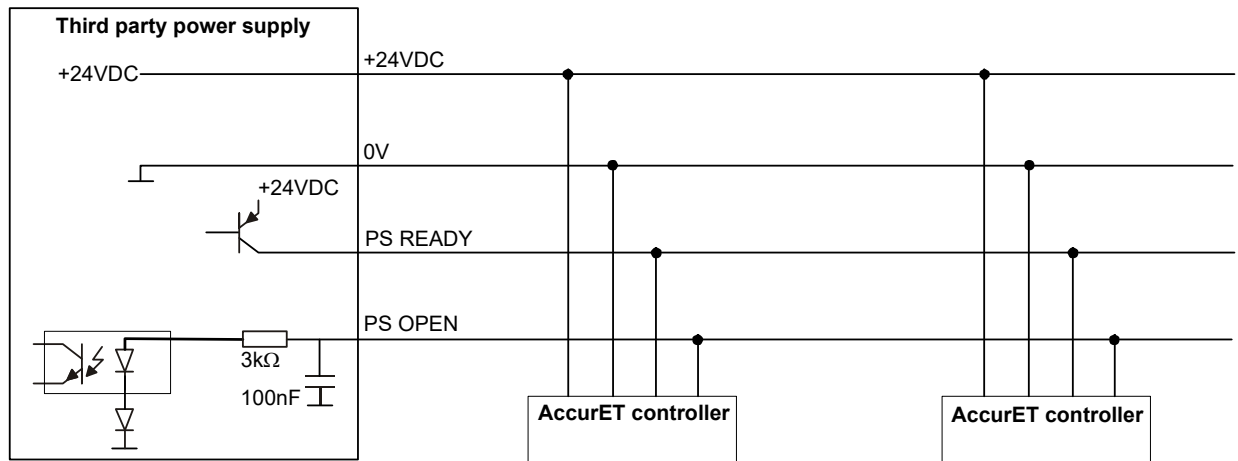 Third party power supply
+24VDC
+24VDC
0V
+24VDC
PS READY
PS OPEN
3kΩ
100nF
AccurET controller
AccurET controller